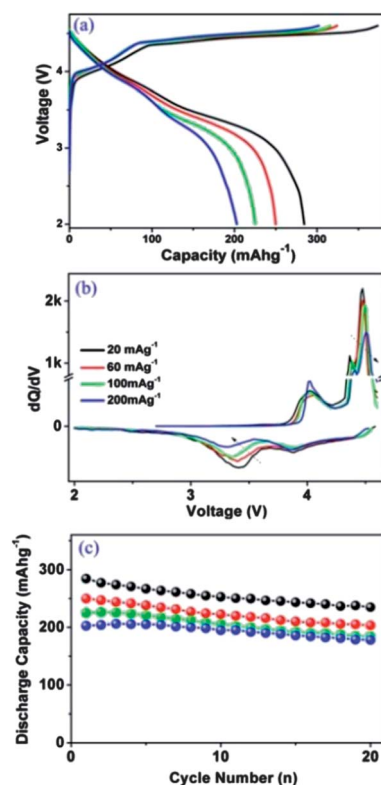 (a)
4
3
2
Voltage (V)
0 100 200 300
Capacity (mAhg⁻¹)
(b)
2k
1k
0
dQ/dV
20 mAg⁻¹
60 mAg⁻¹
100mAg⁻¹
200mAg⁻¹
2 3 4
Voltage (V)
(c)
300
200
100
0
Discharge Capacity (mAhg⁻¹)
0 10 20
Cycle Number (n)